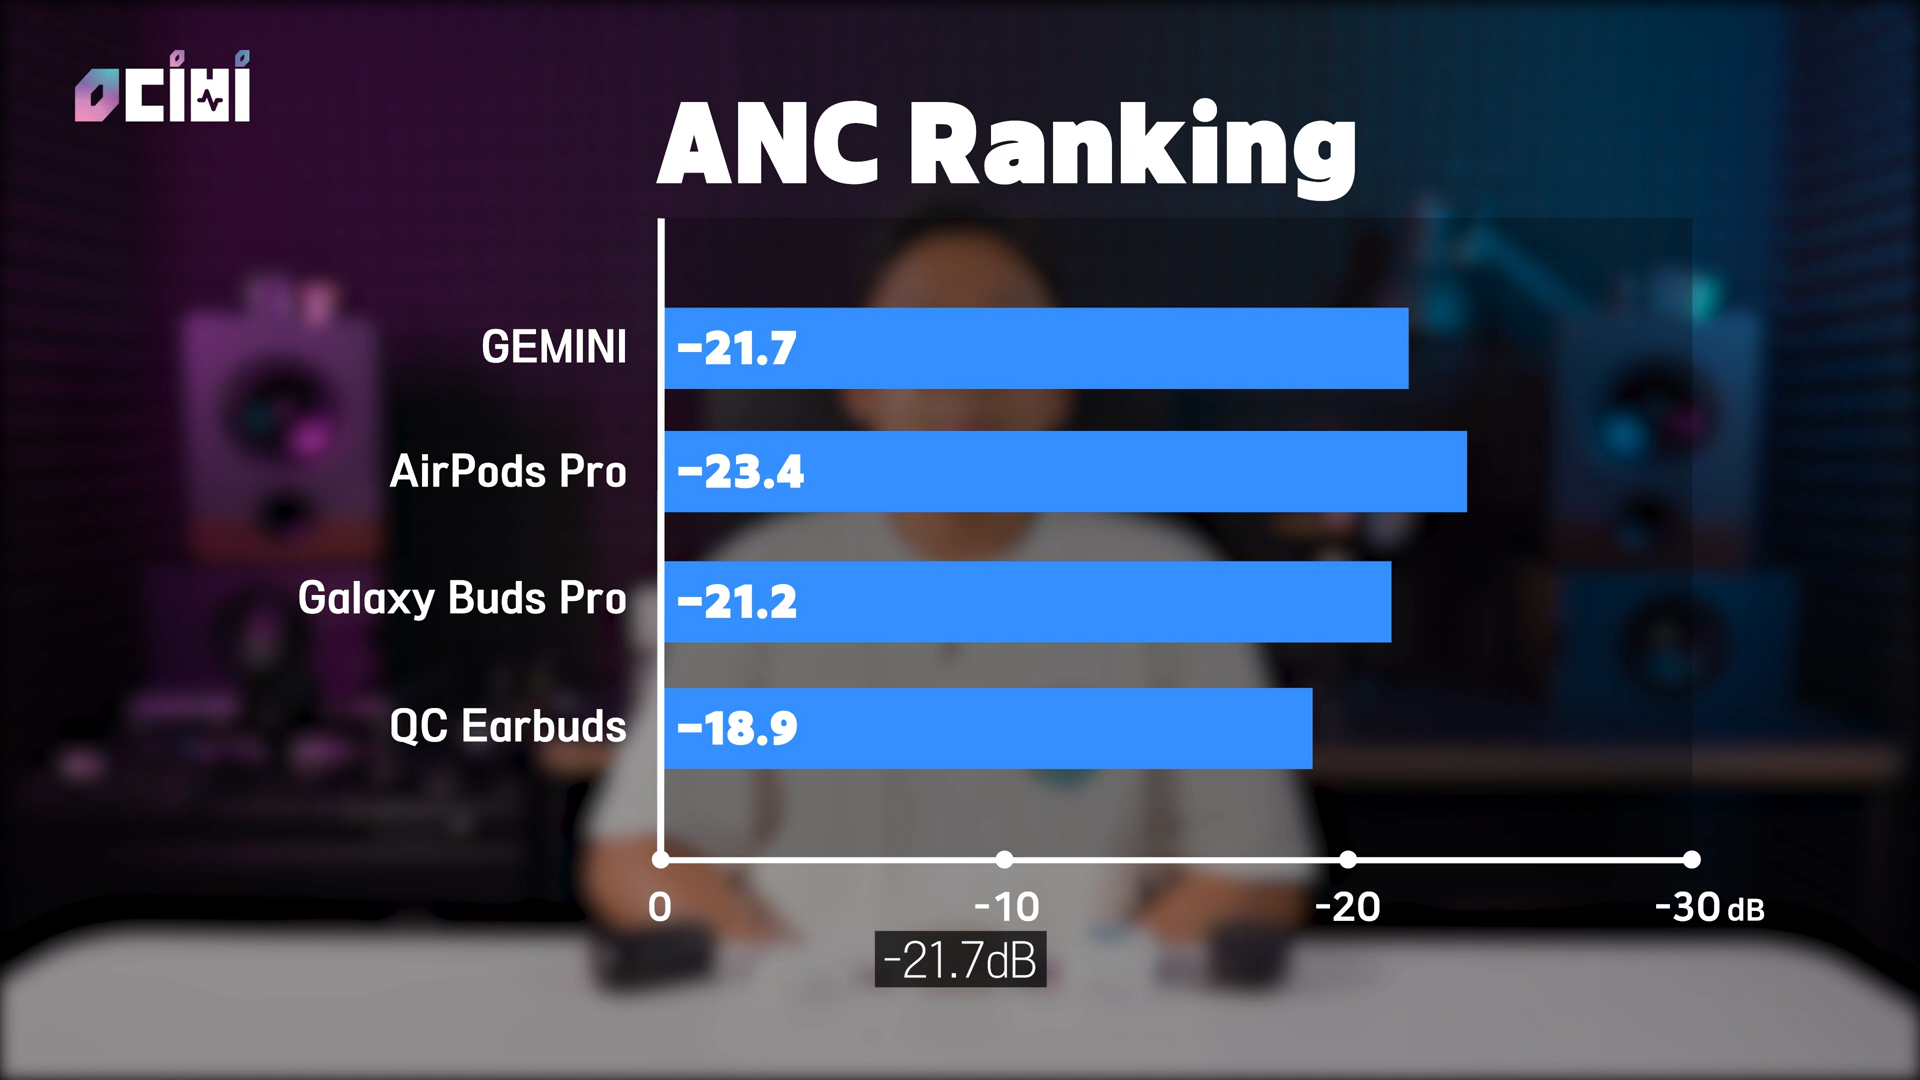 ocihi
ANC Ranking
GEMINI -21.7
AirPods Pro -23.4
Galaxy Buds Pro -21.2
QC Earbuds -18.9
0 -10 -20 -30 dB
-21.7dB